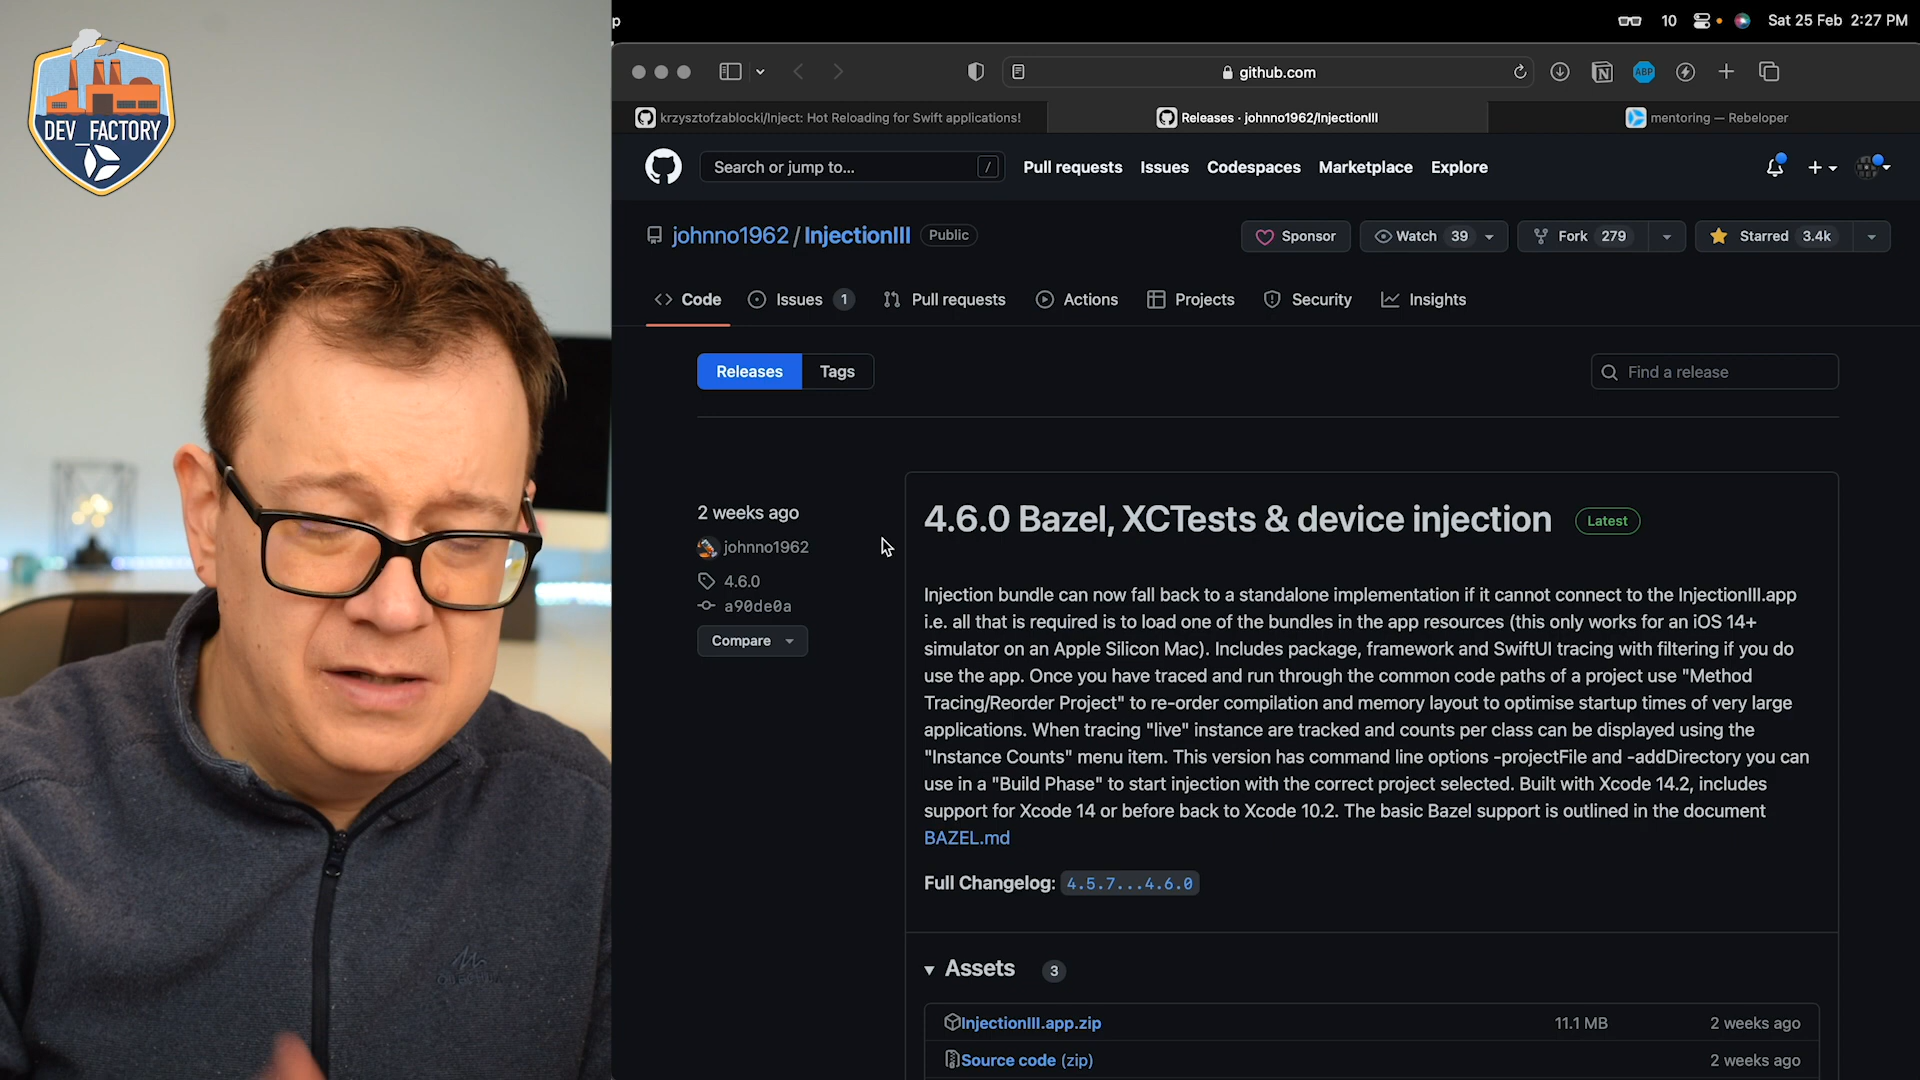 DEV_FACTORY
p
10
Sat 25 Feb 2:27 PM
github.com
ABP
krzysztofzablocki/Inject: Hot Reloading for Swift applications!
Releases · johnno1962/InjectionIII
mentoring — Rebeloper
Search or jump to...
/
Pull requests
Issues
Codespaces
Marketplace
Explore
johnno1962 / InjectionIII
Public
Sponsor
Watch 39
Fork 279
Starred 3.4k
Code
Issues 1
Pull requests
Actions
Projects
Security
Insights
Releases
Tags
Find a release
2 weeks ago
johnno1962
4.6.0
a90de0a
Compare
4.6.0 Bazel, XCTests & device injection
Latest
Injection bundle can now fall back to a standalone implementation if it cannot connect to the InjectionIII.app
i.e. all that is required is to load one of the bundles in the app resources (this only works for an iOS 14+
simulator on an Apple Silicon Mac). Includes package, framework and SwiftUI tracing with filtering if you do
use the app. Once you have traced and run through the common code paths of a project use "Method
Tracing/Reorder Project" to re-order compilation and memory layout to optimise startup times of very large
applications. When tracing "live" instance are tracked and counts per class can be displayed using the
"Instance Counts" menu item. This version has command line options -projectFile and -addDirectory you can
use in a "Build Phase" to start injection with the correct project selected. Built with Xcode 14.2, includes
support for Xcode 14 or before back to Xcode 10.2. The basic Bazel support is outlined in the document
BAZEL.md
Full Changelog: 4.5.7...4.6.0
Assets 3
InjectionIII.app.zip
11.1 MB
2 weeks ago
Source code (zip)
2 weeks ago